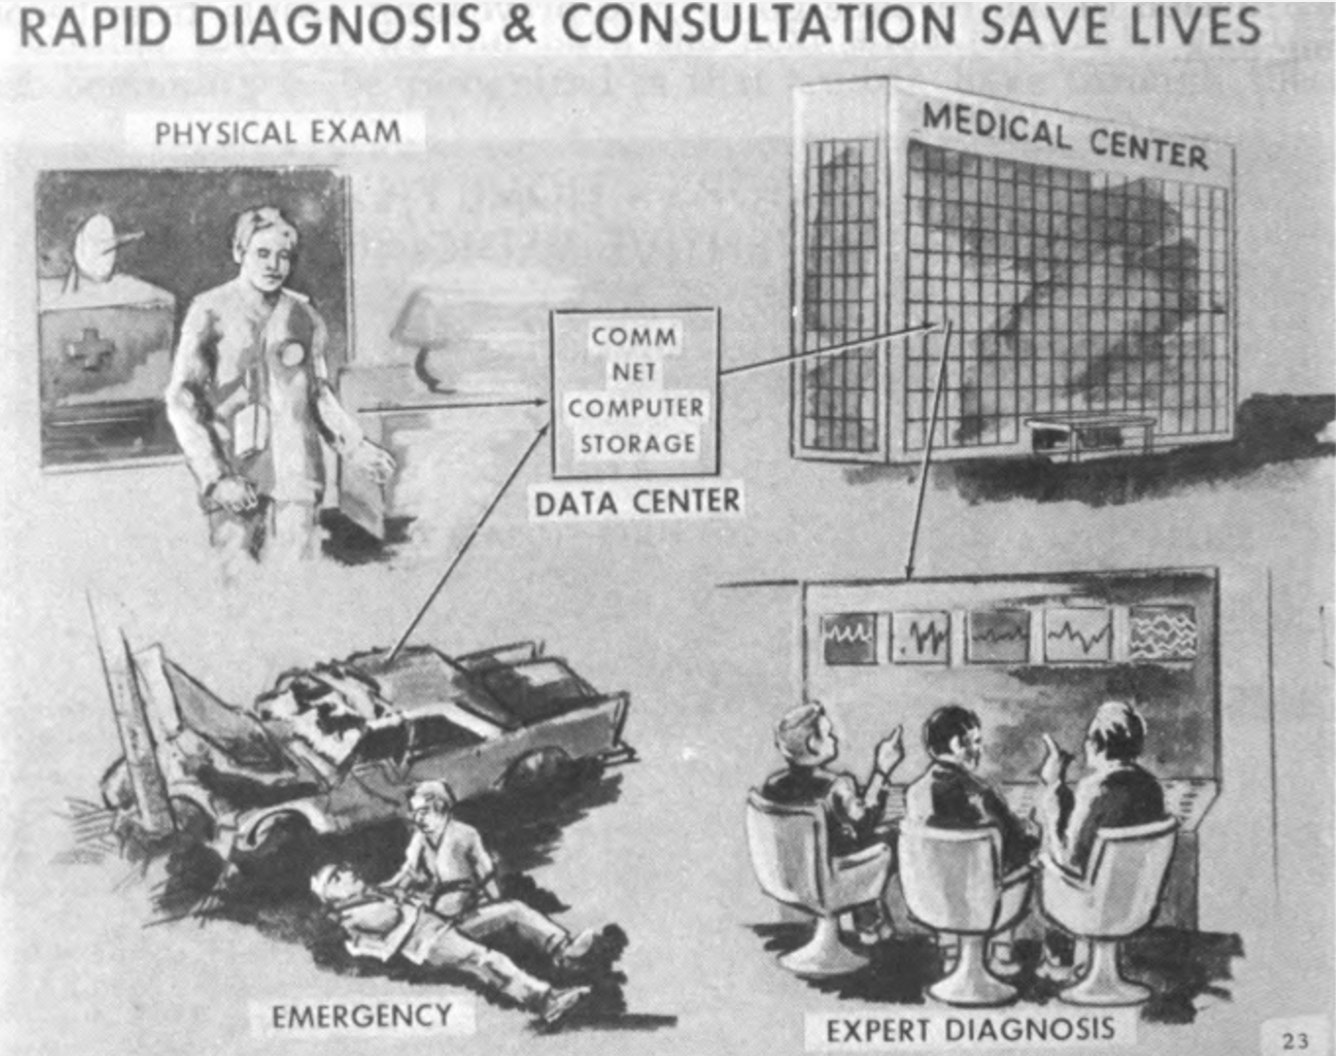 RAPID DIAGNOSIS & CONSULTATION SAVE LIVES
PHYSICAL EXAM
MEDICAL CENTER
COMM
NET
COMPUTER
STORAGE
DATA CENTER
EMERGENCY
EXPERT DIAGNOSIS
23